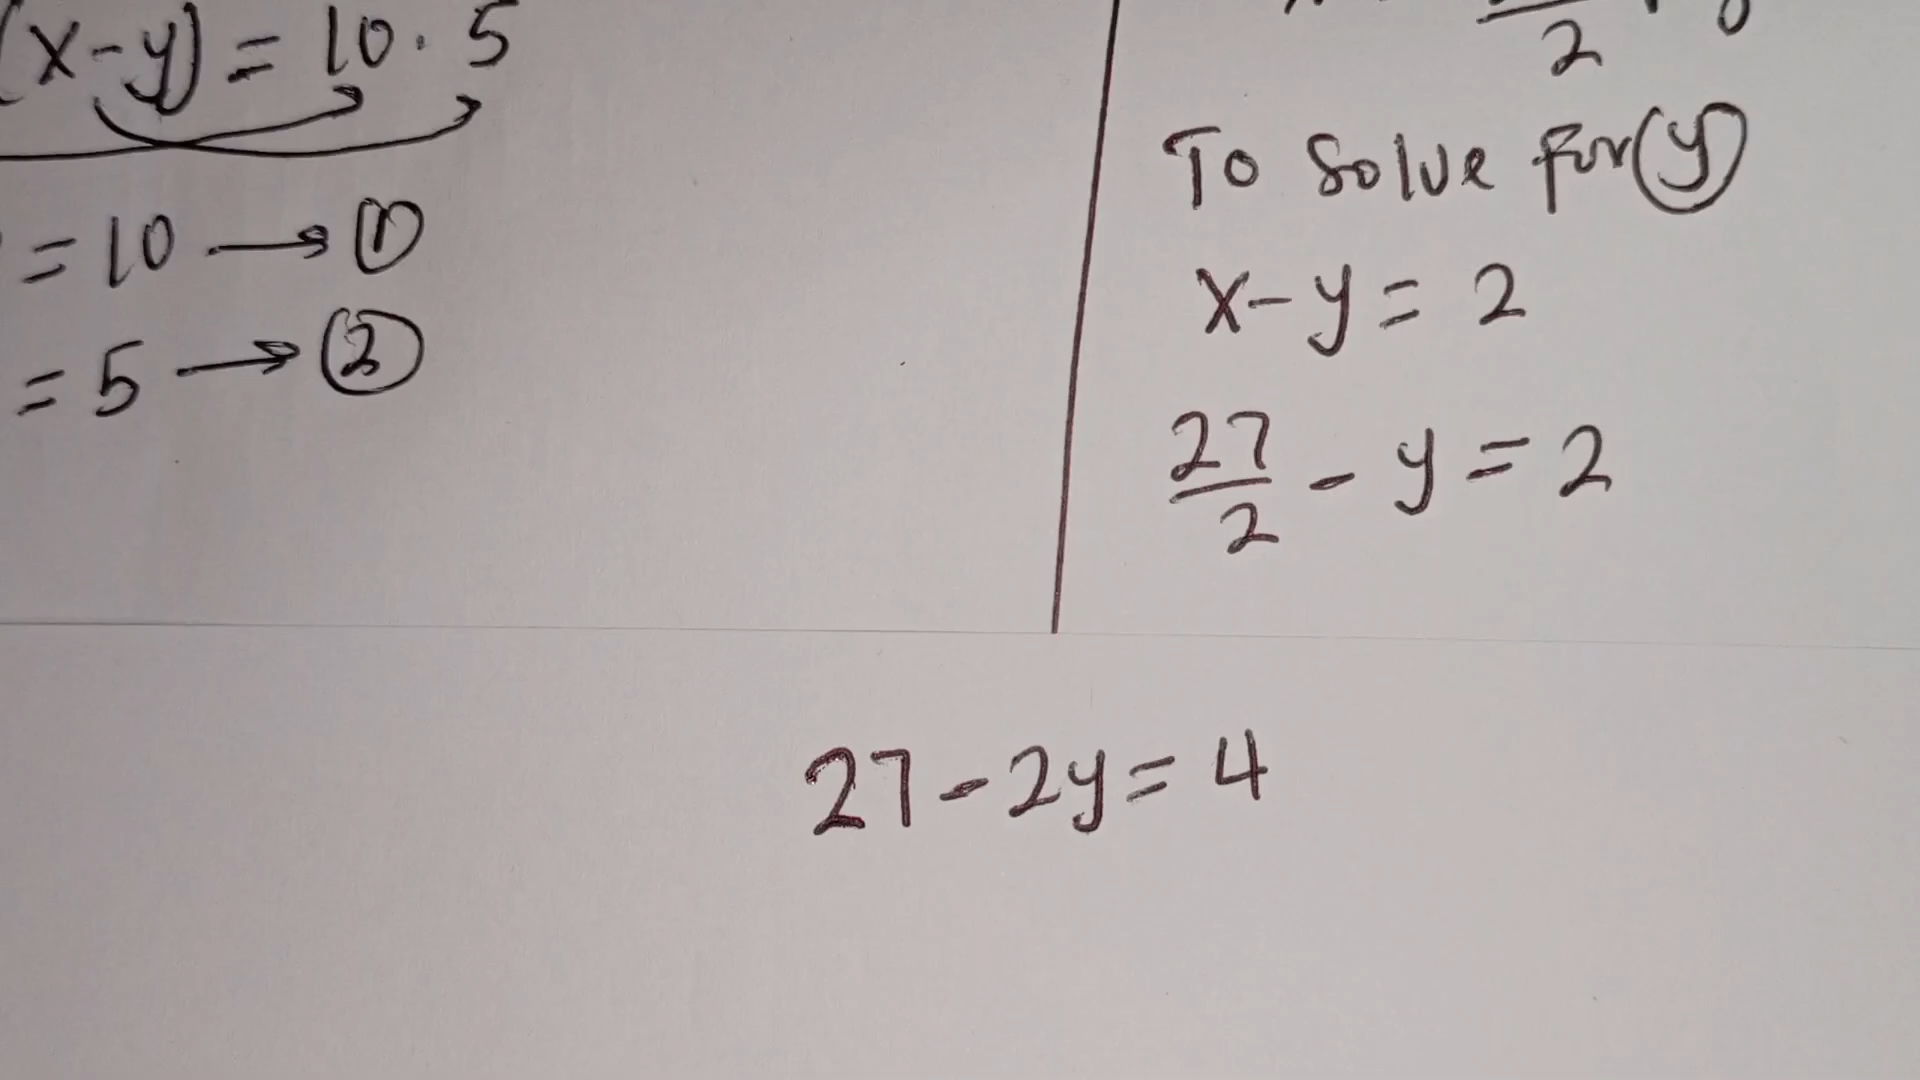 (x-y) = 10 · 5
= 10 → ①
= 5 → ②
2
To Solve For (y)
x - y = 2
27/2 - y = 2
27 - 2y = 4